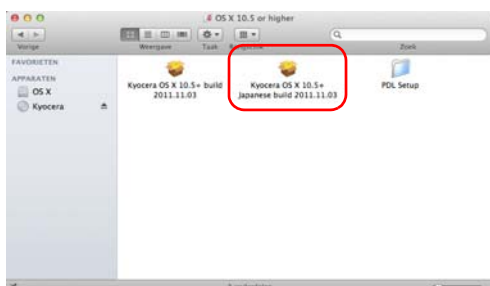 OS X 10.5 or higher
Vorige
Weergave
Taak
Zoek
FAVORIETEN
APPARATEN
OS X
Kyocera
Kyocera OS X 10.5+ build
2011.11.03
Kyocera OS X 10.5+
Japanese build 2011.11.03
PDL Setup